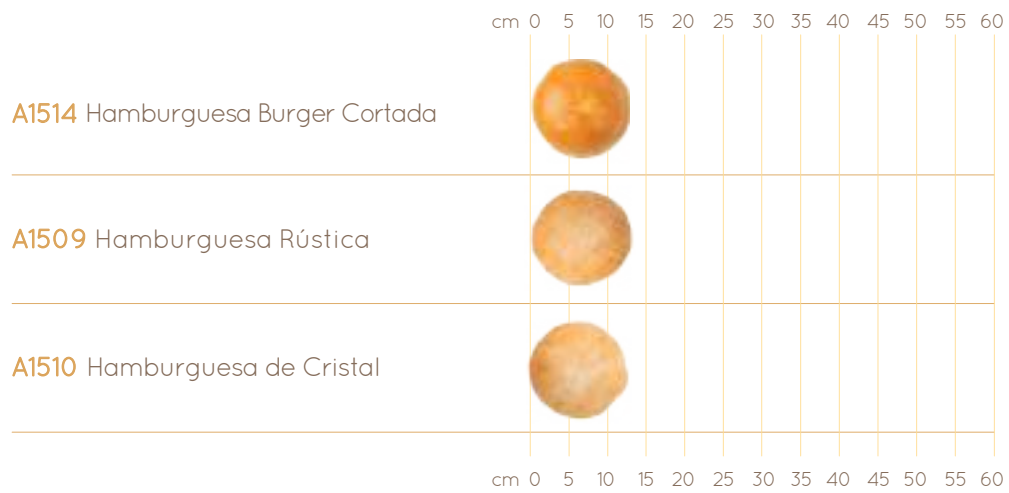 cm 0 5 10 15 20 25 30 35 40 45 50 55 60
A1514 Hamburguesa Burger Cortada
A1509 Hamburguesa Rústica
A1510 Hamburguesa de Cristal
cm 0 5 10 15 20 25 30 35 40 45 50 55 60